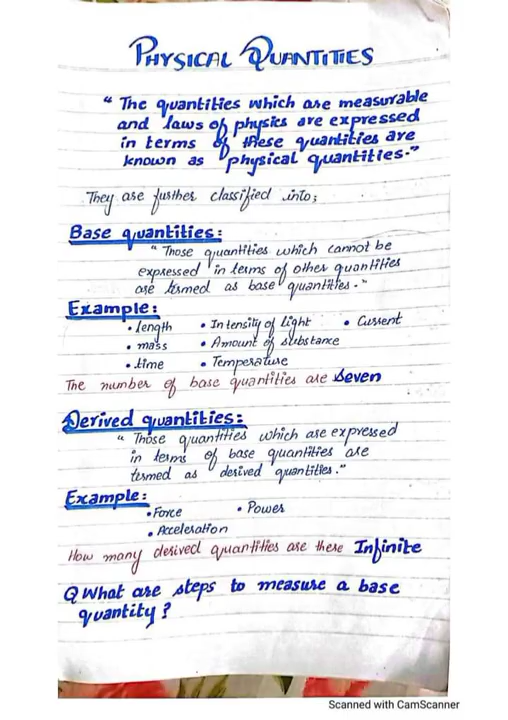 PHYSICAL QUANTITIES
" The quantities which are measurable
and laws of physics are expressed
in terms of these quantities are
known as physical quantities."
They are further classified into;
Base quantities:
" Those quantities which cannot be
expressed in terms of other quantities
are termed as base quantities."
Example:
• length • Intensity of light • Current
• mass • Amount of substance
• time • Temperature
The number of base quantities are Seven
Derived quantities:
" Those quantities which are expressed
in terms of base quantities are
termed as derived quantities."
Example:
• Force • Power
• Acceleration
How many derived quantities are there Infinite
Q What are steps to measure a base
quantity?
Scanned with CamScanner